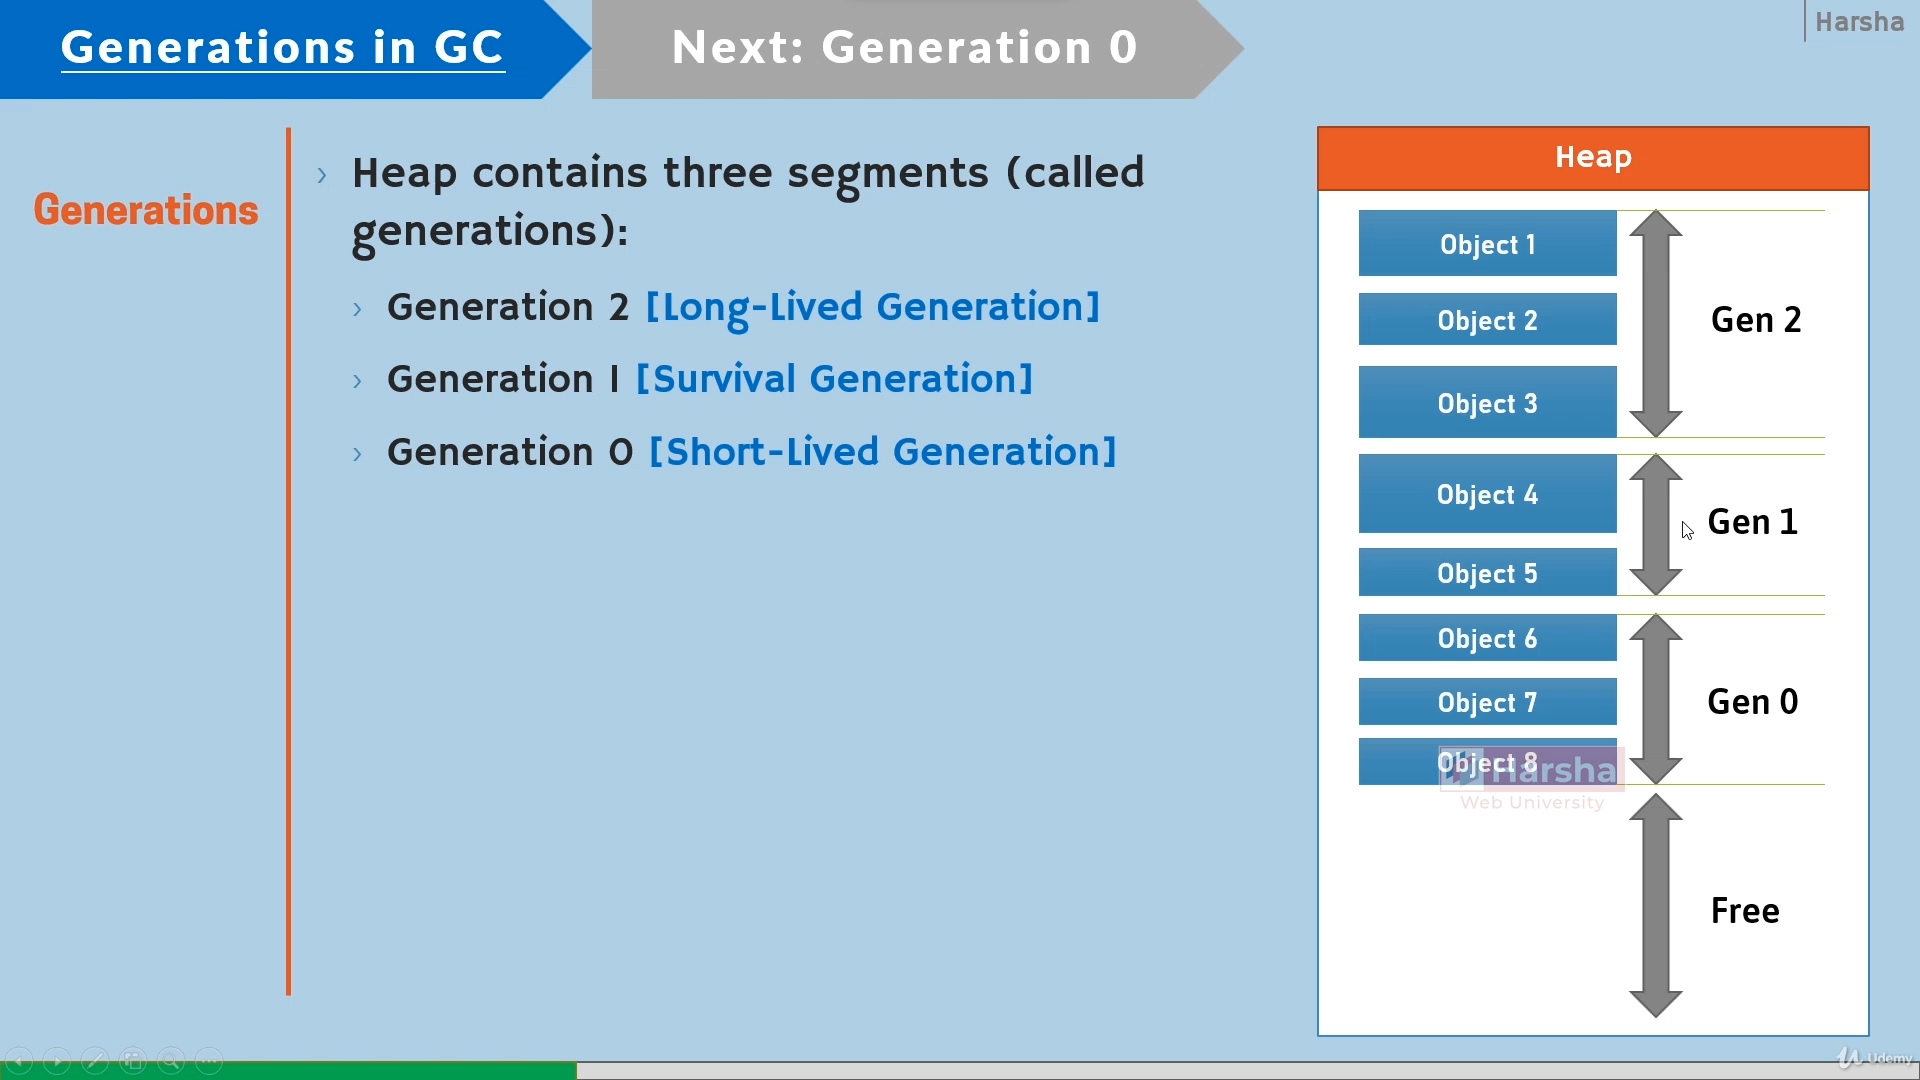 Generations in GC
Next: Generation 0
Harsha
Generations
Heap contains three segments (called
generations):
Generation 2 [Long-Lived Generation]
Generation 1 [Survival Generation]
Generation 0 [Short-Lived Generation]
Heap
Object 1
Object 2
Object 3
Gen 2
Object 4
Object 5
Gen 1
Object 6
Object 7
Object 8
Gen 0
Harsha
Web University
Free
Udemy